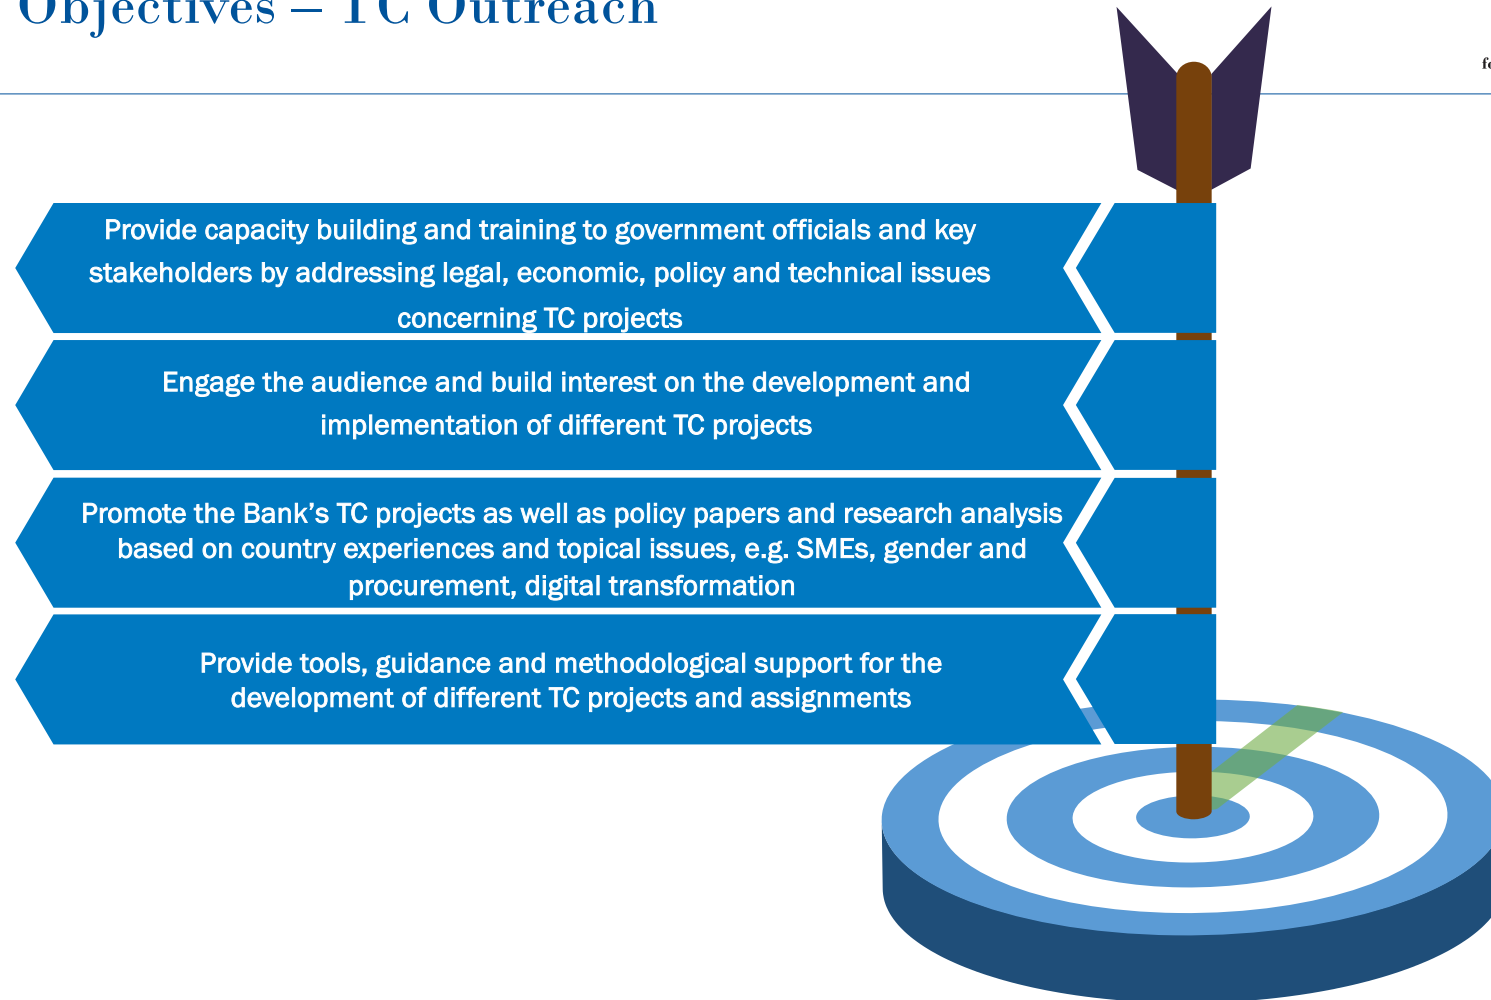 Objectives – TC Outreach
Provide capacity building and training to government officials and key
stakeholders by addressing legal, economic, policy and technical issues
concerning TC projects
Engage the audience and build interest on the development and
implementation of different TC projects
Promote the Bank’s TC projects as well as policy papers and research analysis
based on country experiences and topical issues, e.g. SMEs, gender and
procurement, digital transformation
Provide tools, guidance and methodological support for the
development of different TC projects and assignments